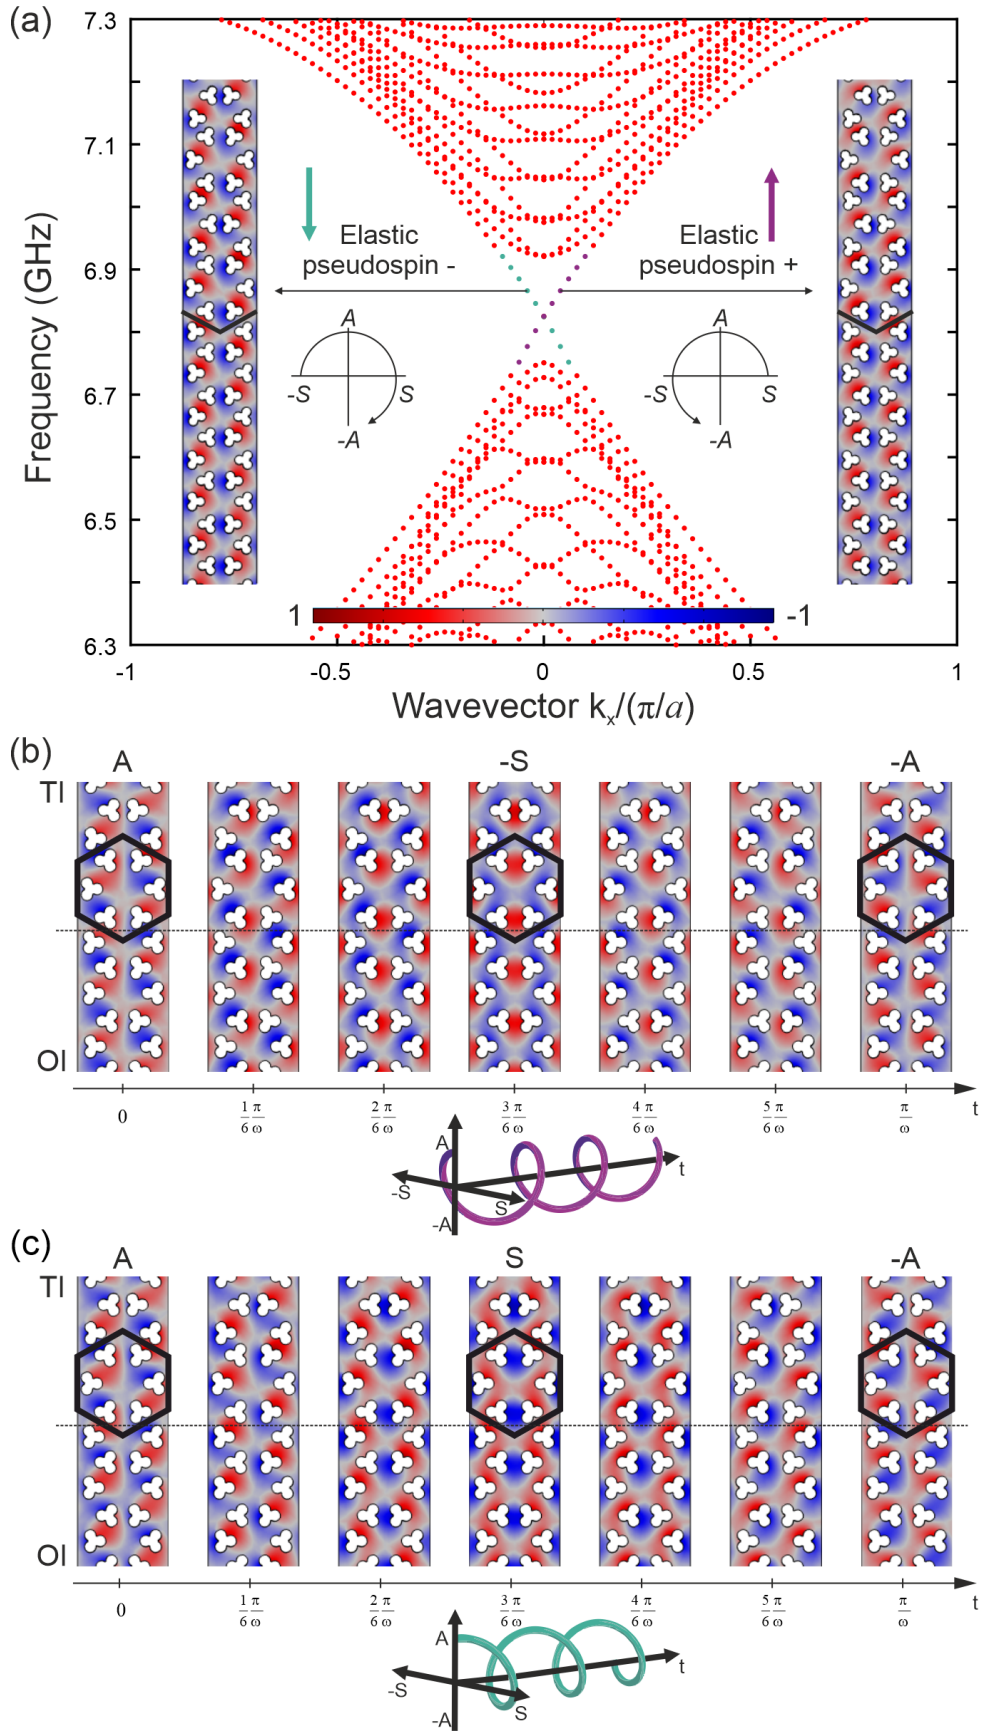 (a)
7.3
7.1
6.9
6.7
6.5
6.3
Frequency (GHz)
Elastic
pseudospin -
Elastic
pseudospin +
A
-S
S
-A
A
-S
S
-A
1
-1
-1
-0.5
0
0.5
1
Wavevector kₓ/(π/a)
(b)
A
-S
-A
TI
OI
0
1/6 π/ω
2/6 π/ω
3/6 π/ω
4/6 π/ω
5/6 π/ω
π/ω
t
A
-S
S
-A
t
(c)
A
S
-A
TI
OI
0
1/6 π/ω
2/6 π/ω
3/6 π/ω
4/6 π/ω
5/6 π/ω
π/ω
t
A
-S
S
-A
t